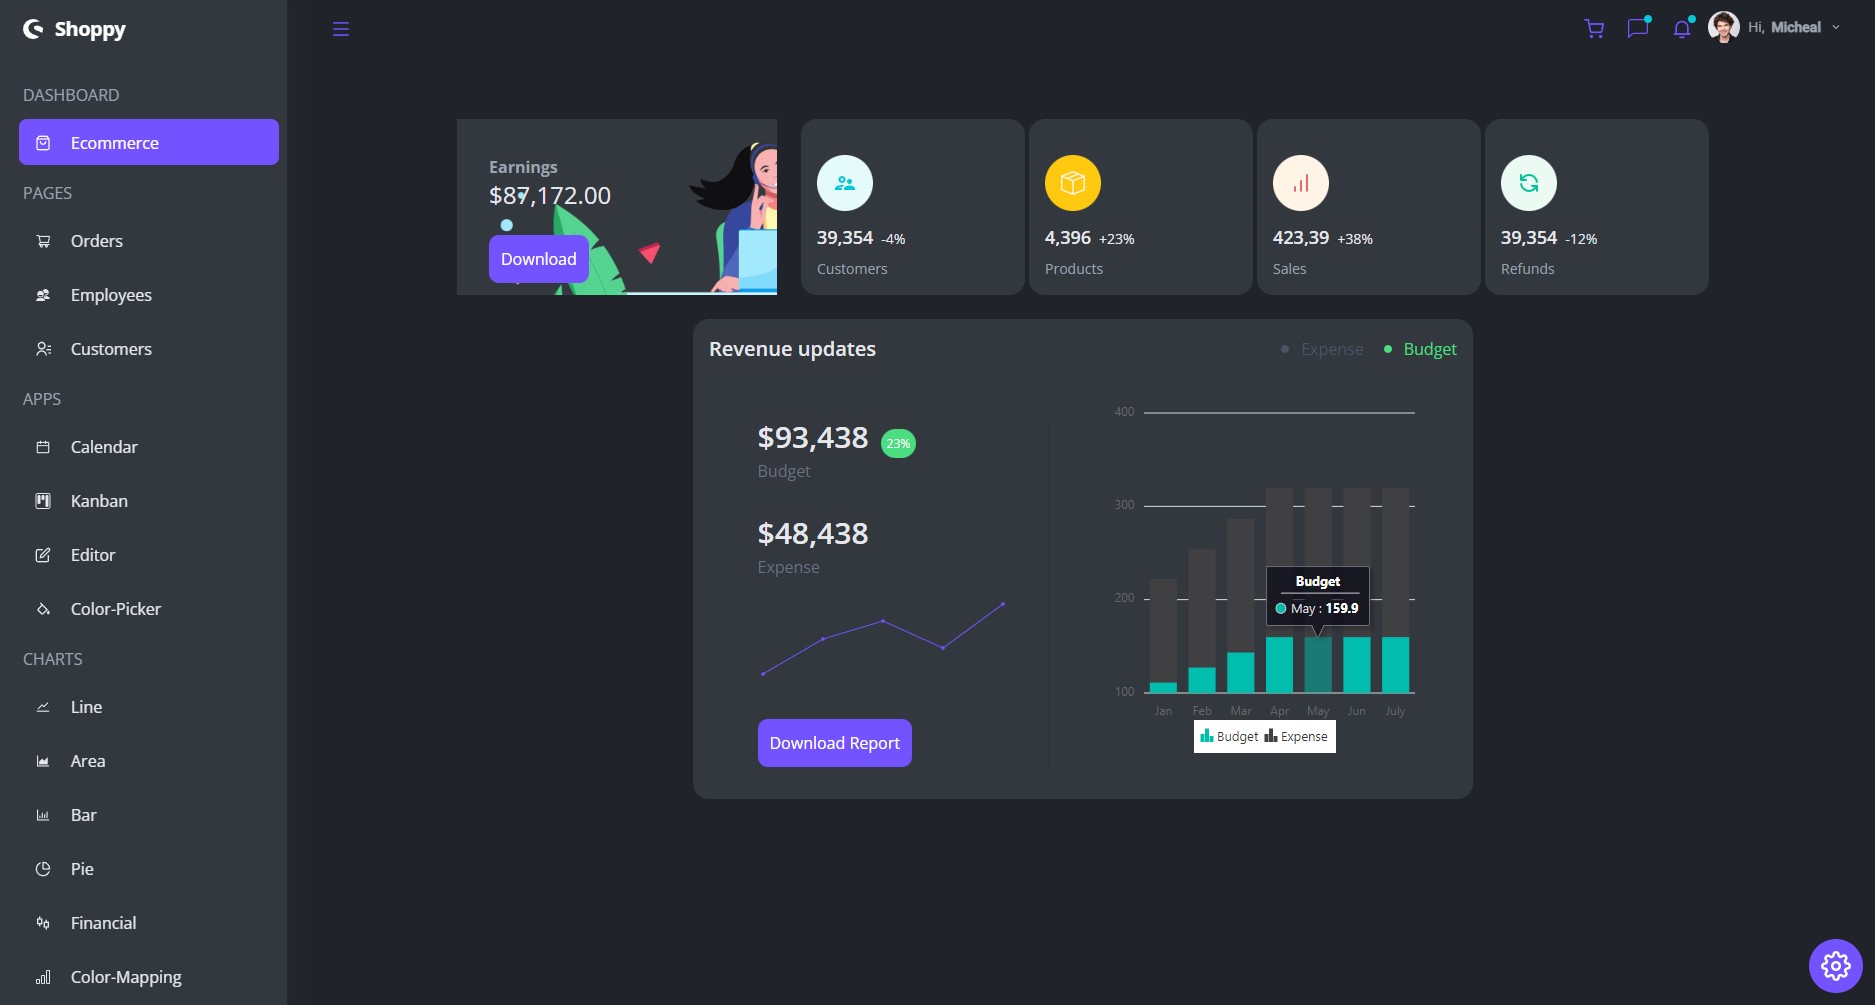 Shoppy
Hi, Micheal
DASHBOARD
Ecommerce
PAGES
Orders
Employees
Customers
APPS
Calendar
Kanban
Editor
Color-Picker
CHARTS
Line
Area
Bar
Pie
Financial
Color-Mapping
Earnings
$87,172.00
Download
39,354 -4%
Customers
4,396 +23%
Products
423,39 +38%
Sales
39,354 -12%
Refunds
Revenue updates
Expense
Budget
$93,438 23%
Budget
$48,438
Expense
Download Report
400
300
200
100
Budget
May : 159.9
Jan Feb Mar Apr May Jun July
Budget Expense